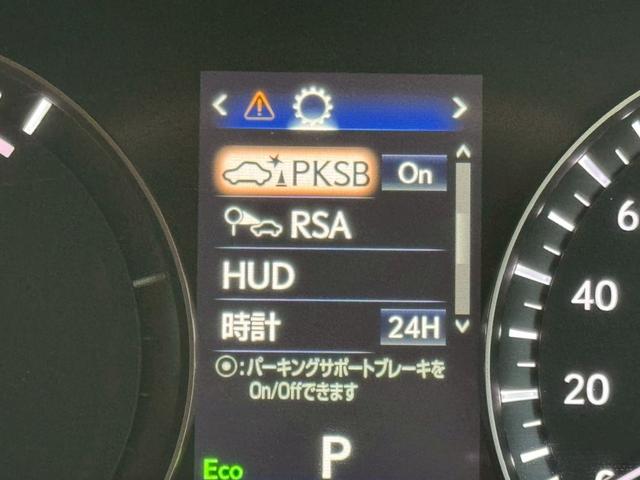 PKSB On
RSA
HUD
時計 24H
⦿:パーキングサポートブレーキを
On/Offできます
P
Eco
6
40
20